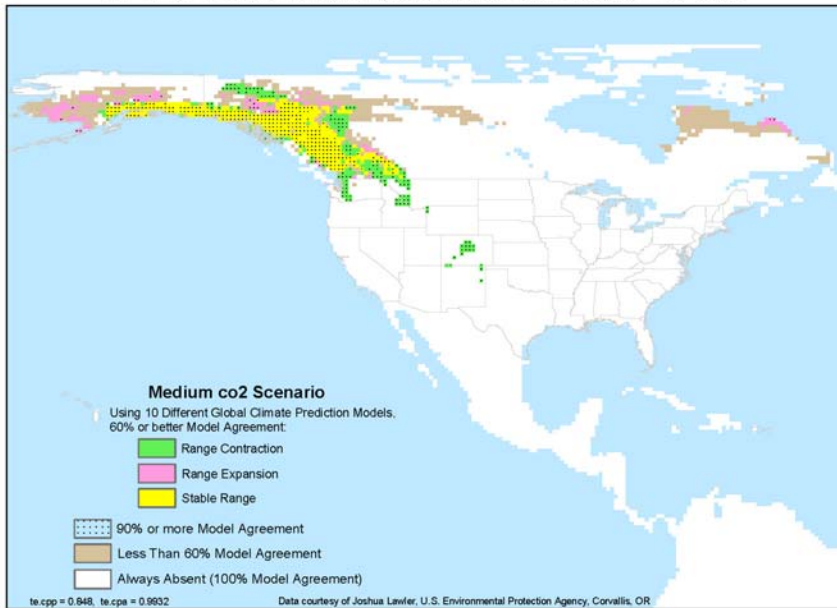 Medium co2 Scenario
Using 10 Different Global Climate Prediction Models,
60% or better Model Agreement:
Range Contraction
Range Expansion
Stable Range
90% or more Model Agreement
Less Than 60% Model Agreement
Always Absent (100% Model Agreement)
te.cpp = 0.848, te.cpa = 0.9932 Data courtesy of Joshua Lawler, U.S. Environmental Protection Agency, Corvallis, OR